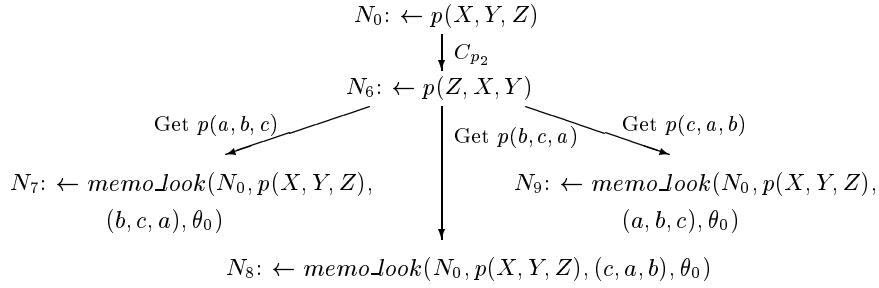 N₀: ← p(X, Y, Z)
C_{p₂}
N₆: ← p(Z, X, Y)
Get p(a, b, c)
Get p(b, c, a)
Get p(c, a, b)
N₇: ← memo_look(N₀, p(X, Y, Z),
(b, c, a), θ₀)
N₉: ← memo_look(N₀, p(X, Y, Z),
(a, b, c), θ₀)
N₈: ← memo_look(N₀, p(X, Y, Z), (c, a, b), θ₀)